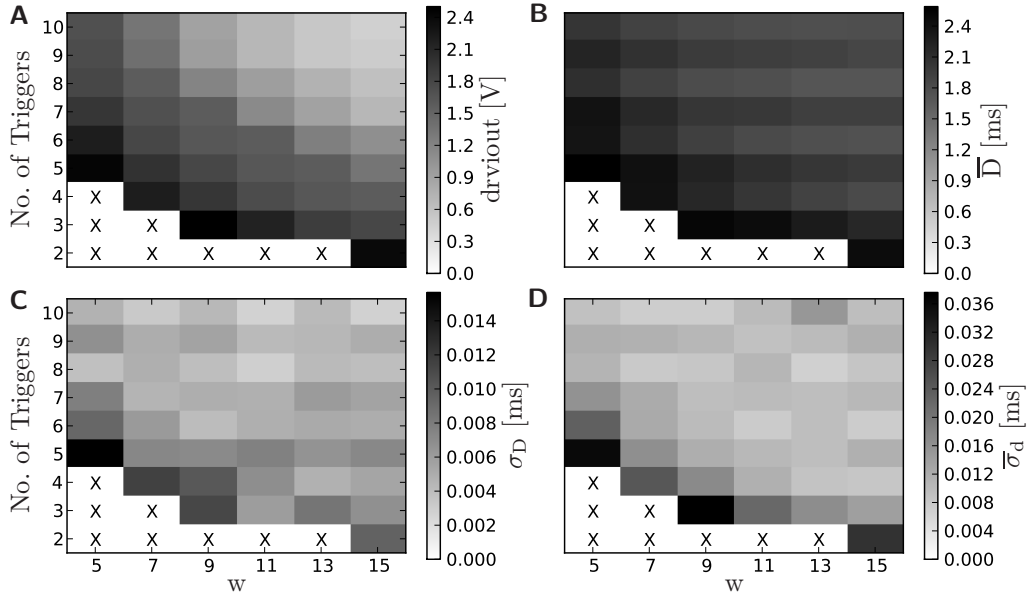 A
No. of Triggers
10
9
8
7
6
5
4 X
3 X X
2 X X X X X
2.4
2.1
1.8
1.5
1.2
0.9
0.6
0.3
0.0
drviout [V]
B
X
X X
X X X X X
2.4
2.1
1.8
1.5
1.2
0.9
0.6
0.3
0.0
D̅ [ms]
C
No. of Triggers
10
9
8
7
6
5
4 X
3 X X
2 X X X X X
5 7 9 11 13 15
w
0.014
0.012
0.010
0.008
0.006
0.004
0.002
0.000
σD [ms]
D
X
X X
X X X X X
5 7 9 11 13 15
w
0.036
0.032
0.028
0.024
0.020
0.016
0.012
0.008
0.004
0.000
σ̅d [ms]